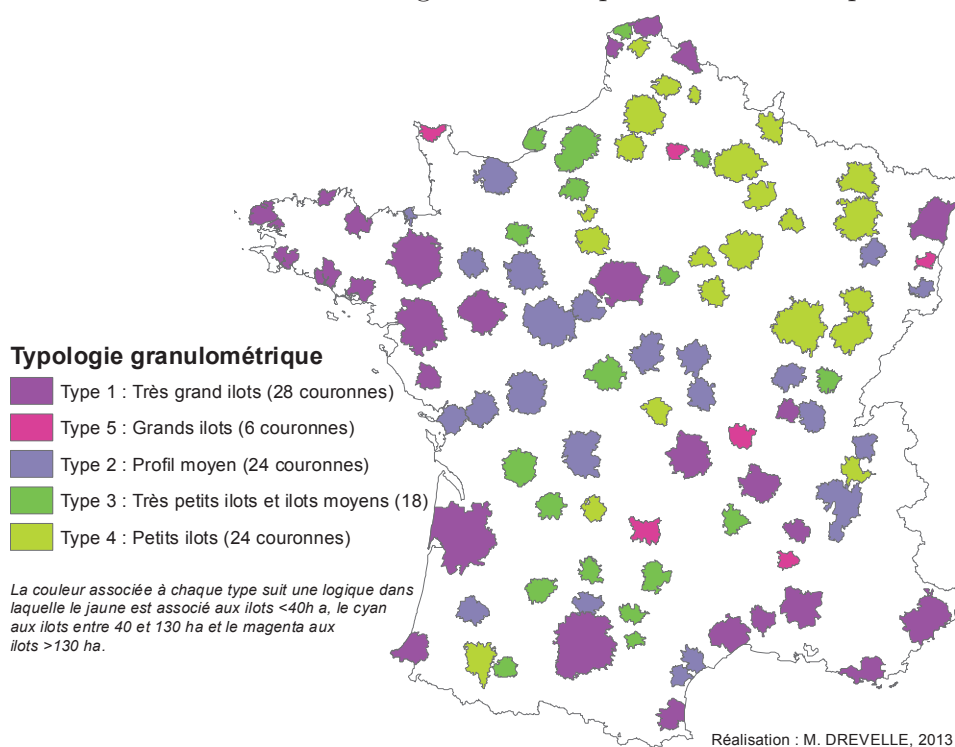 Typologie granulométrique
Type 1 : Très grand ilots (28 couronnes)
Type 5 : Grands ilots (6 couronnes)
Type 2 : Profil moyen (24 couronnes)
Type 3 : Très petits ilots et ilots moyens (18)
Type 4 : Petits ilots (24 couronnes)
La couleur associée à chaque type suit une logique dans
laquelle le jaune est associé aux ilots <40h a, le cyan
aux ilots entre 40 et 130 ha et le magenta aux
ilots >130 ha.
Réalisation : M. DREVELLE, 2013